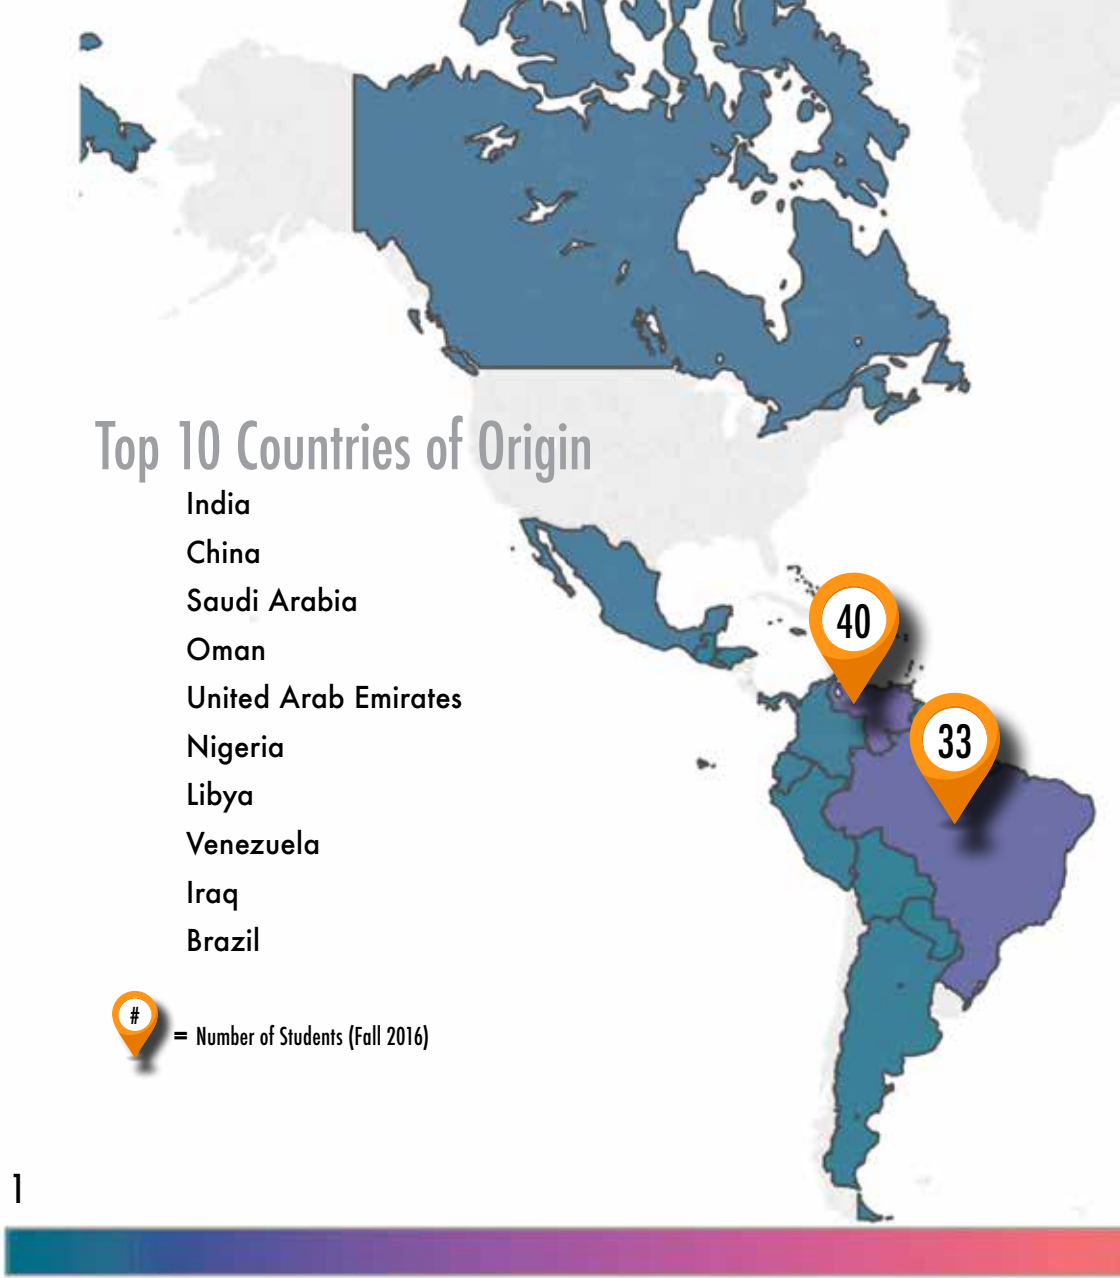 Top 10 Countries of Origin
India
China
Saudi Arabia
Oman
United Arab Emirates
Nigeria
Libya
Venezuela
Iraq
Brazil
40
33
#
= Number of Students (Fall 2016)
1